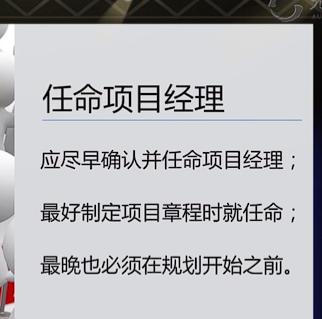 任命项目经理
应尽早确认并任命项目经理；
最好制定项目章程时就任命；
最晚也必须在规划开始之前。